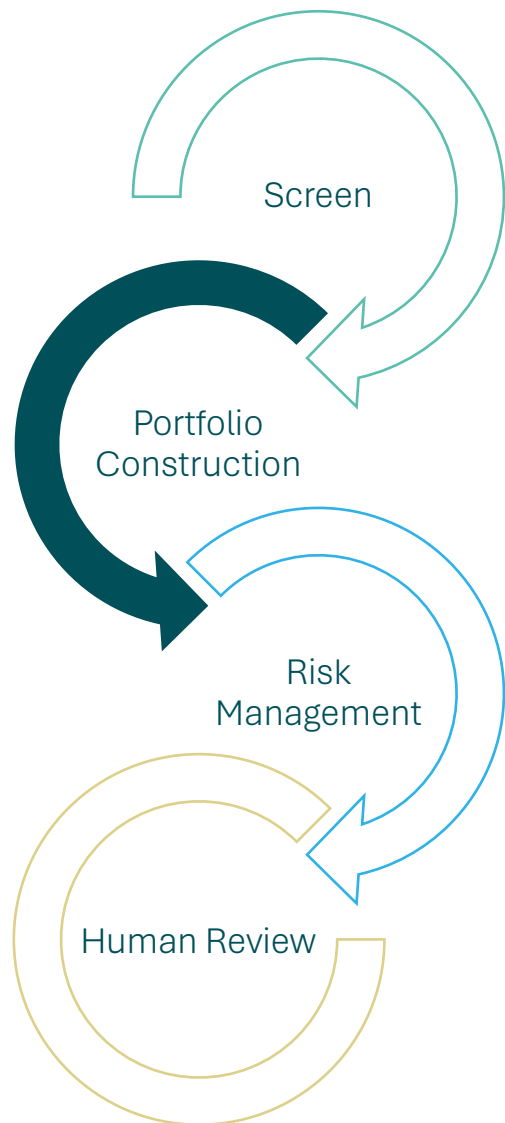 Screen
Portfolio
Construction
Risk
Management
Human Review